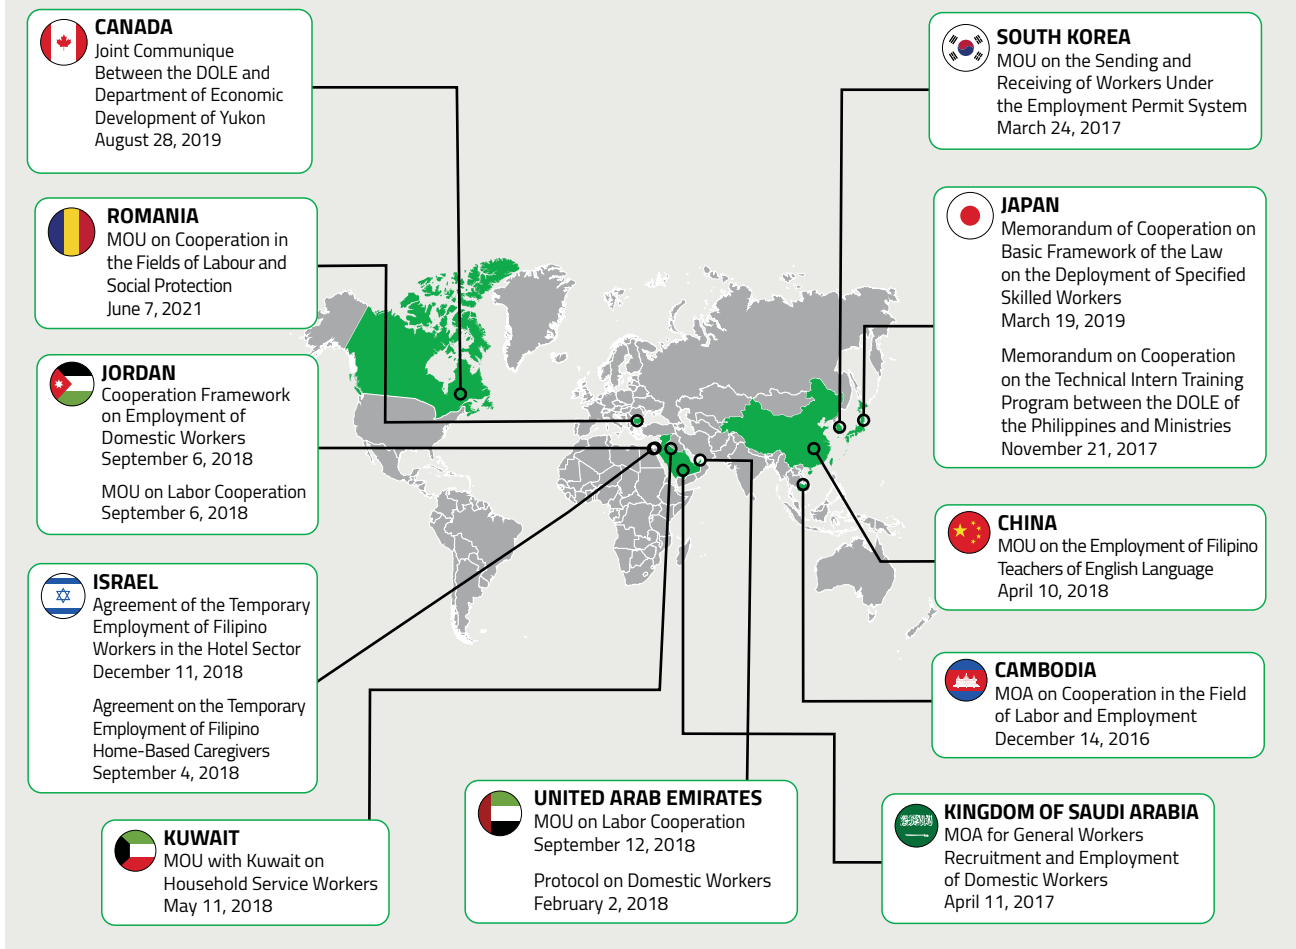 CANADA
Joint Communique
Between the DOLE and
Department of Economic
Development of Yukon
August 28, 2019
ROMANIA
MOU on Cooperation in
the Fields of Labour and
Social Protection
June 7, 2021
JORDAN
Cooperation Framework
on Employment of
Domestic Workers
September 6, 2018
MOU on Labor Cooperation
September 6, 2018
ISRAEL
Agreement of the Temporary
Employment of Filipino
Workers in the Hotel Sector
December 11, 2018
Agreement on the Temporary
Employment of Filipino
Home-Based Caregivers
September 4, 2018
KUWAIT
MOU with Kuwait on
Household Service Workers
May 11, 2018
UNITED ARAB EMIRATES
MOU on Labor Cooperation
September 12, 2018
Protocol on Domestic Workers
February 2, 2018
SOUTH KOREA
MOU on the Sending and
Receiving of Workers Under
the Employment Permit System
March 24, 2017
JAPAN
Memorandum of Cooperation on
Basic Framework of the Law
on the Deployment of Specified
Skilled Workers
March 19, 2019
Memorandum on Cooperation
on the Technical Intern Training
Program between the DOLE of
the Philippines and Ministries
November 21, 2017
CHINA
MOU on the Employment of Filipino
Teachers of English Language
April 10, 2018
CAMBODIA
MOA on Cooperation in the Field
of Labor and Employment
December 14, 2016
KINGDOM OF SAUDI ARABIA
MOA for General Workers
Recruitment and Employment
of Domestic Workers
April 11, 2017